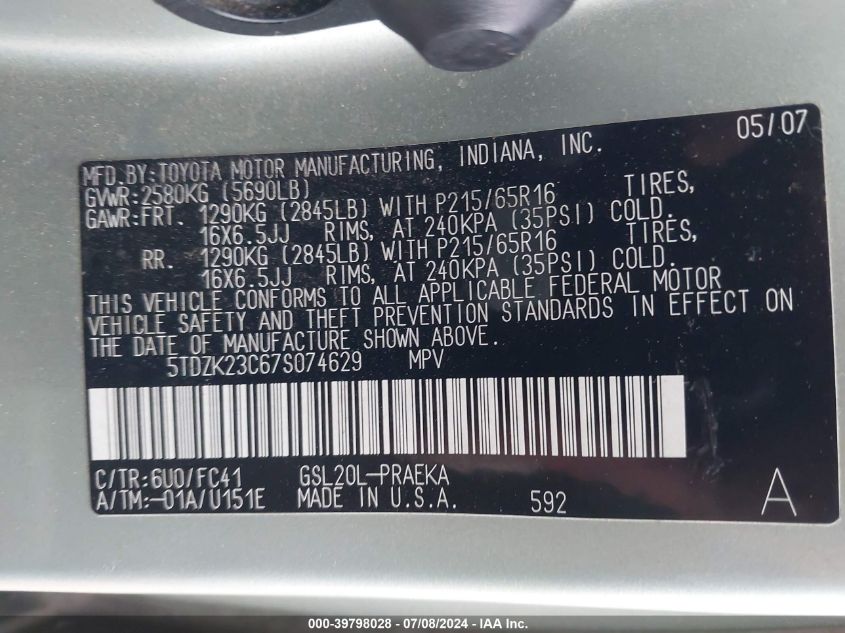 05/07
MFD.BY:TOYOTA MOTOR MANUFACTURING, INDIANA, INC.
GVWR:2580KG (5690LB)
GAWR:FRT. 1290KG (2845LB) WITH P215/65R16 TIRES,
16X6.5JJ RIMS, AT 240KPA (35PSI) COLD.
RR. 1290KG (2845LB) WITH P215/65R16 TIRES,
16X6.5JJ RIMS, AT 240KPA (35PSI) COLD.
THIS VEHICLE CONFORMS TO ALL APPLICABLE FEDERAL MOTOR
VEHICLE SAFETY AND THEFT PREVENTION STANDARDS IN EFFECT ON
THE DATE OF MANUFACTURE SHOWN ABOVE.
5TDZK23C67S074629 MPV
C/TR:6U0/FC41 GSL20L-PRAEKA
A/TM:-01A/U151E MADE IN U.S.A. 592 A
000-39798028 - 07/08/2024 - IAA Inc.